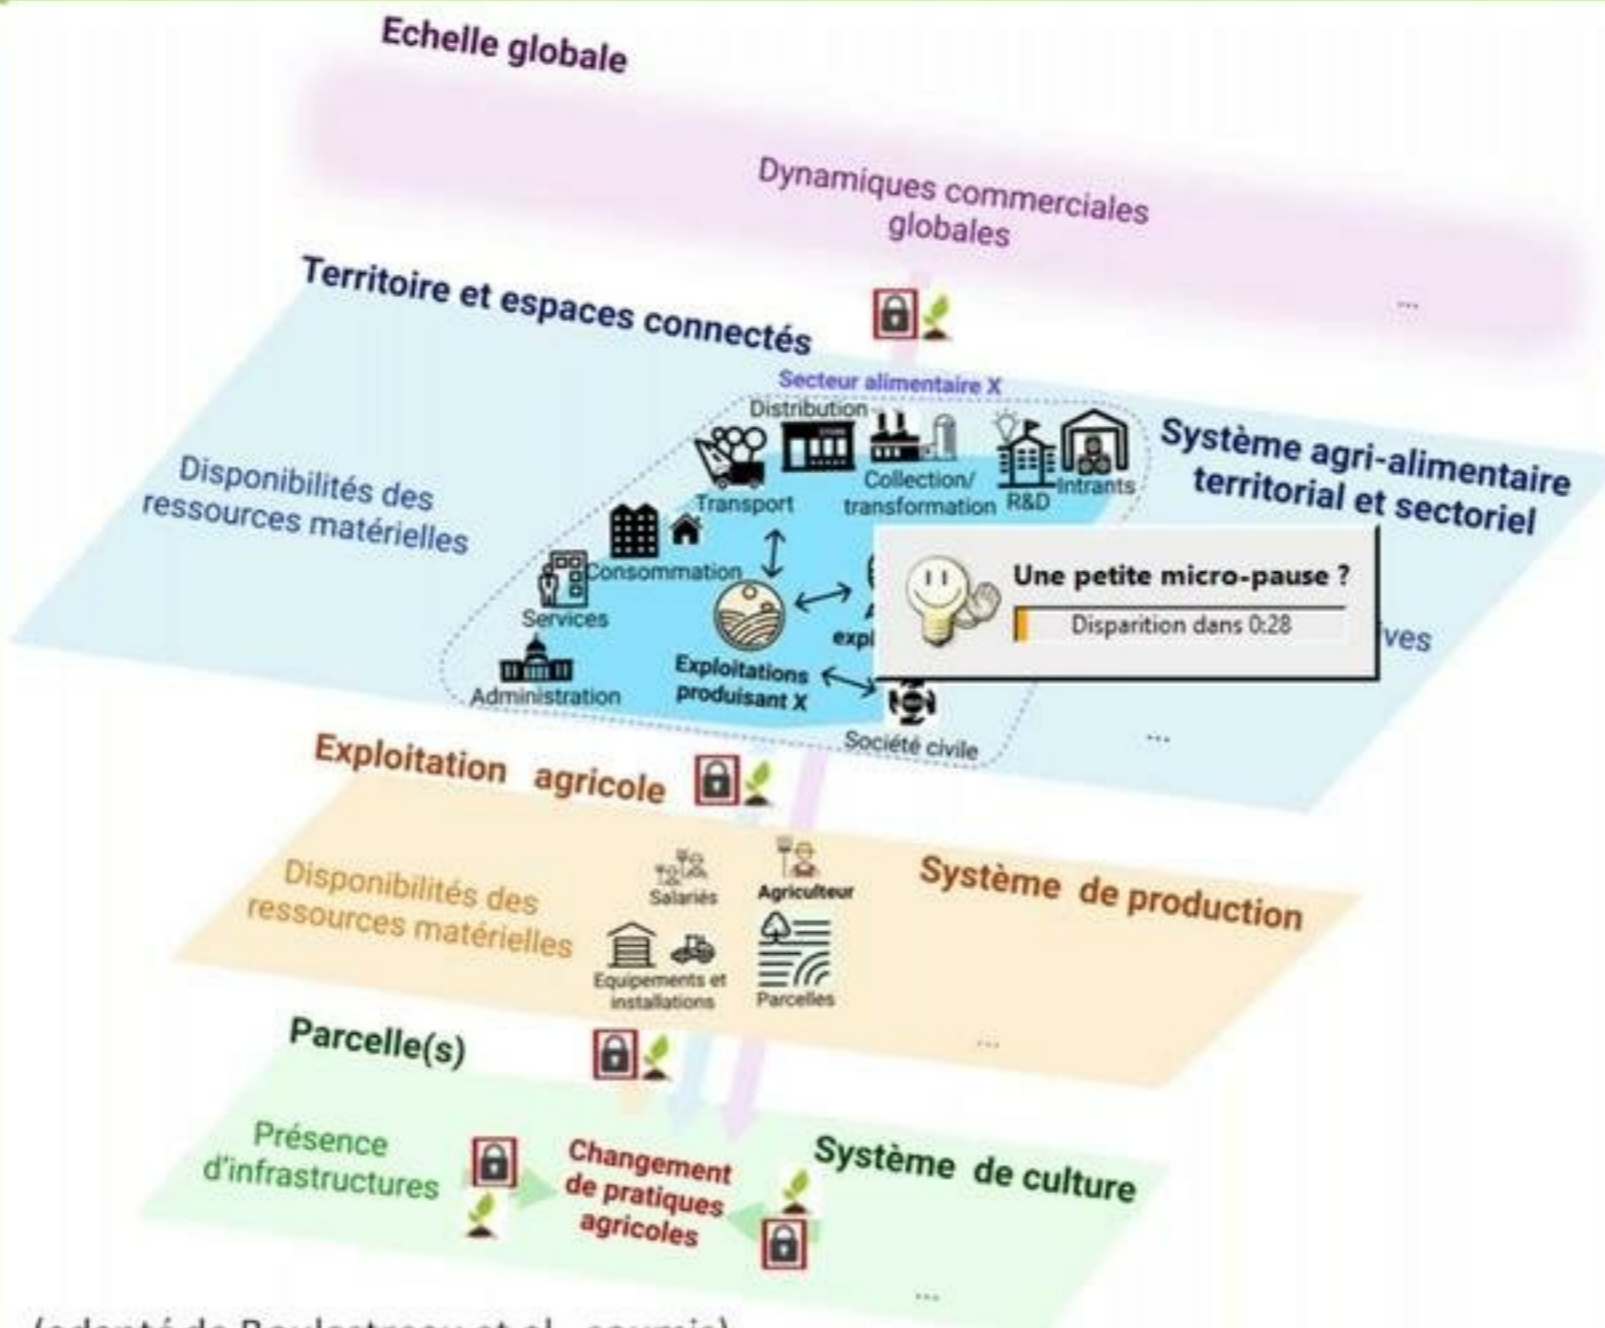 Echelle globale
Dynamiques commerciales
globales
...
Territoire et espaces connectés
Secteur alimentaire X
Distribution
Système agri-alimentaire
territorial et sectoriel
Disponibilités des
ressources matérielles
Transport
Collection/
transformation
R&D
Intrants
Consommation
Services
Administration
Exploitations
produisant X
expl
Société civile
Une petite micro-pause ?
Disparition dans 0:28
ves
...
Exploitation agricole
Disponibilités des
ressources matérielles
Salariés
Agriculteur
Système de production
Equipements et
installations
Parcelles
...
Parcelle(s)
Présence
d'infrastructures
Changement
de pratiques
agricoles
Système de culture
...